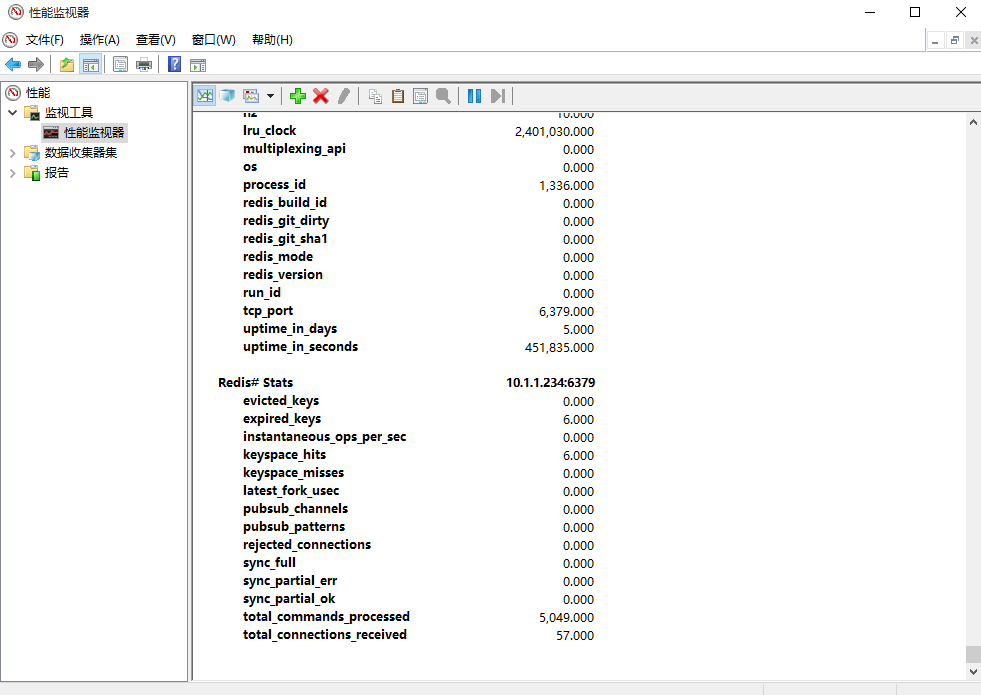 性能监视器
文件(F) 操作(A) 查看(V) 窗口(W) 帮助(H)
性能
监视工具
性能监视器
数据收集器集
报告
hz 10.000
lru_clock 2,401,030.000
multiplexing_api 0.000
os 0.000
process_id 1,336.000
redis_build_id 0.000
redis_git_dirty 0.000
redis_git_sha1 0.000
redis_mode 0.000
redis_version 0.000
run_id 0.000
tcp_port 6,379.000
uptime_in_days 5.000
uptime_in_seconds 451,835.000
Redis# Stats 10.1.1.234:6379
evicted_keys 0.000
expired_keys 6.000
instantaneous_ops_per_sec 0.000
keyspace_hits 6.000
keyspace_misses 0.000
latest_fork_usec 0.000
pubsub_channels 0.000
pubsub_patterns 0.000
rejected_connections 0.000
sync_full 0.000
sync_partial_err 0.000
sync_partial_ok 0.000
total_commands_processed 5,049.000
total_connections_received 57.000